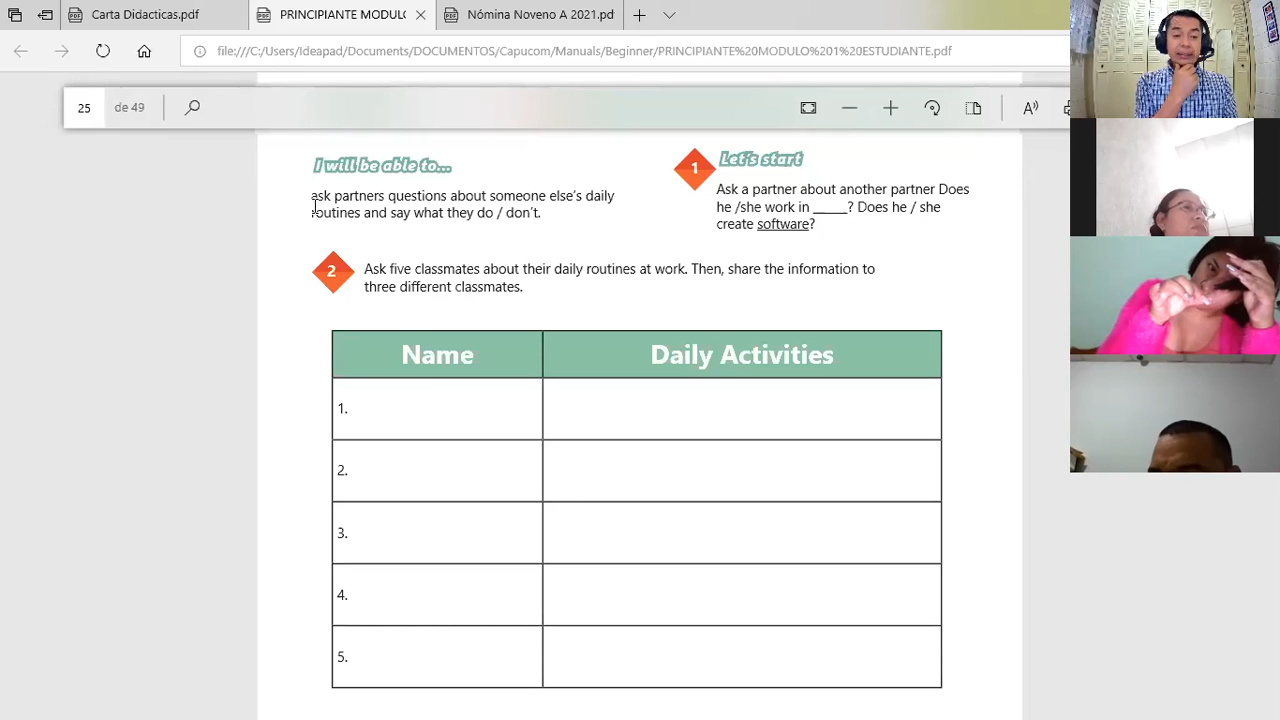 Carta Didacticas.pdf
PRINCIPIANTE MODULO
file:///C:/Users/Ideapad/Documents/DOCUMENTOS/Capucom/Manuals/Beginner/PRINCIPIANTE%20MODULO%201%20ESTUDIANTE.pdf
25 de 49
I will be able to...
ask partners questions about someone else's daily
routines and say what they do / don't.
1
Let's start
Ask a partner about another partner Does
he /she work in _____? Does he / she
create software?
2
Ask five classmates about their daily routines at work. Then, share the information to
three different classmates.
Name Daily Activities
1.
2.
3.
4.
5.